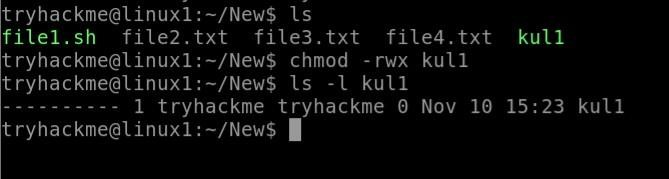 tryhackme@linux1:~/New$ ls
file1.sh file2.txt file3.txt file4.txt kul1
tryhackme@linux1:~/New$ chmod -rwx kul1
tryhackme@linux1:~/New$ ls -l kul1
---------- 1 tryhackme tryhackme 0 Nov 10 15:23 kul1
tryhackme@linux1:~/New$